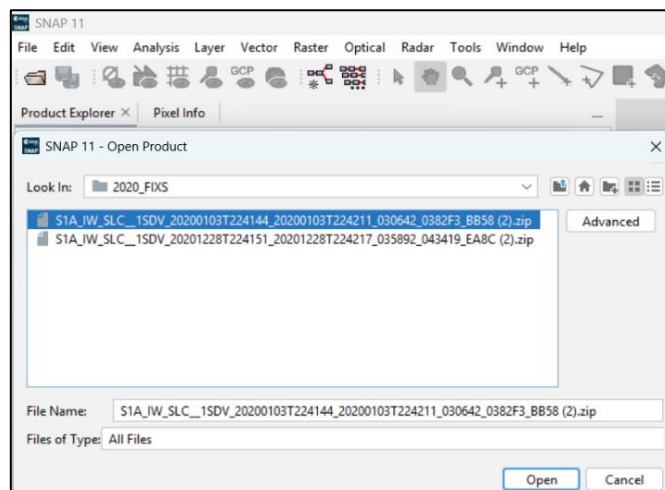 SNAP 11
File Edit View Analysis Layer Vector Raster Optical Radar Tools Window Help
GCP GCP
Product Explorer × Pixel Info
SNAP 11 - Open Product
Look In: 2020_FIXS
S1A_IW_SLC__1SDV_20200103T224144_20200103T224211_030642_0382F3_BB58 (2).zip
Advanced
S1A_IW_SLC__1SDV_20201228T224151_20201228T224217_035892_043419_EA8C (2).zip
File Name: S1A_IW_SLC__1SDV_20200103T224144_20200103T224211_030642_0382F3_BB58 (2).zip
Files of Type: All Files
Open Cancel